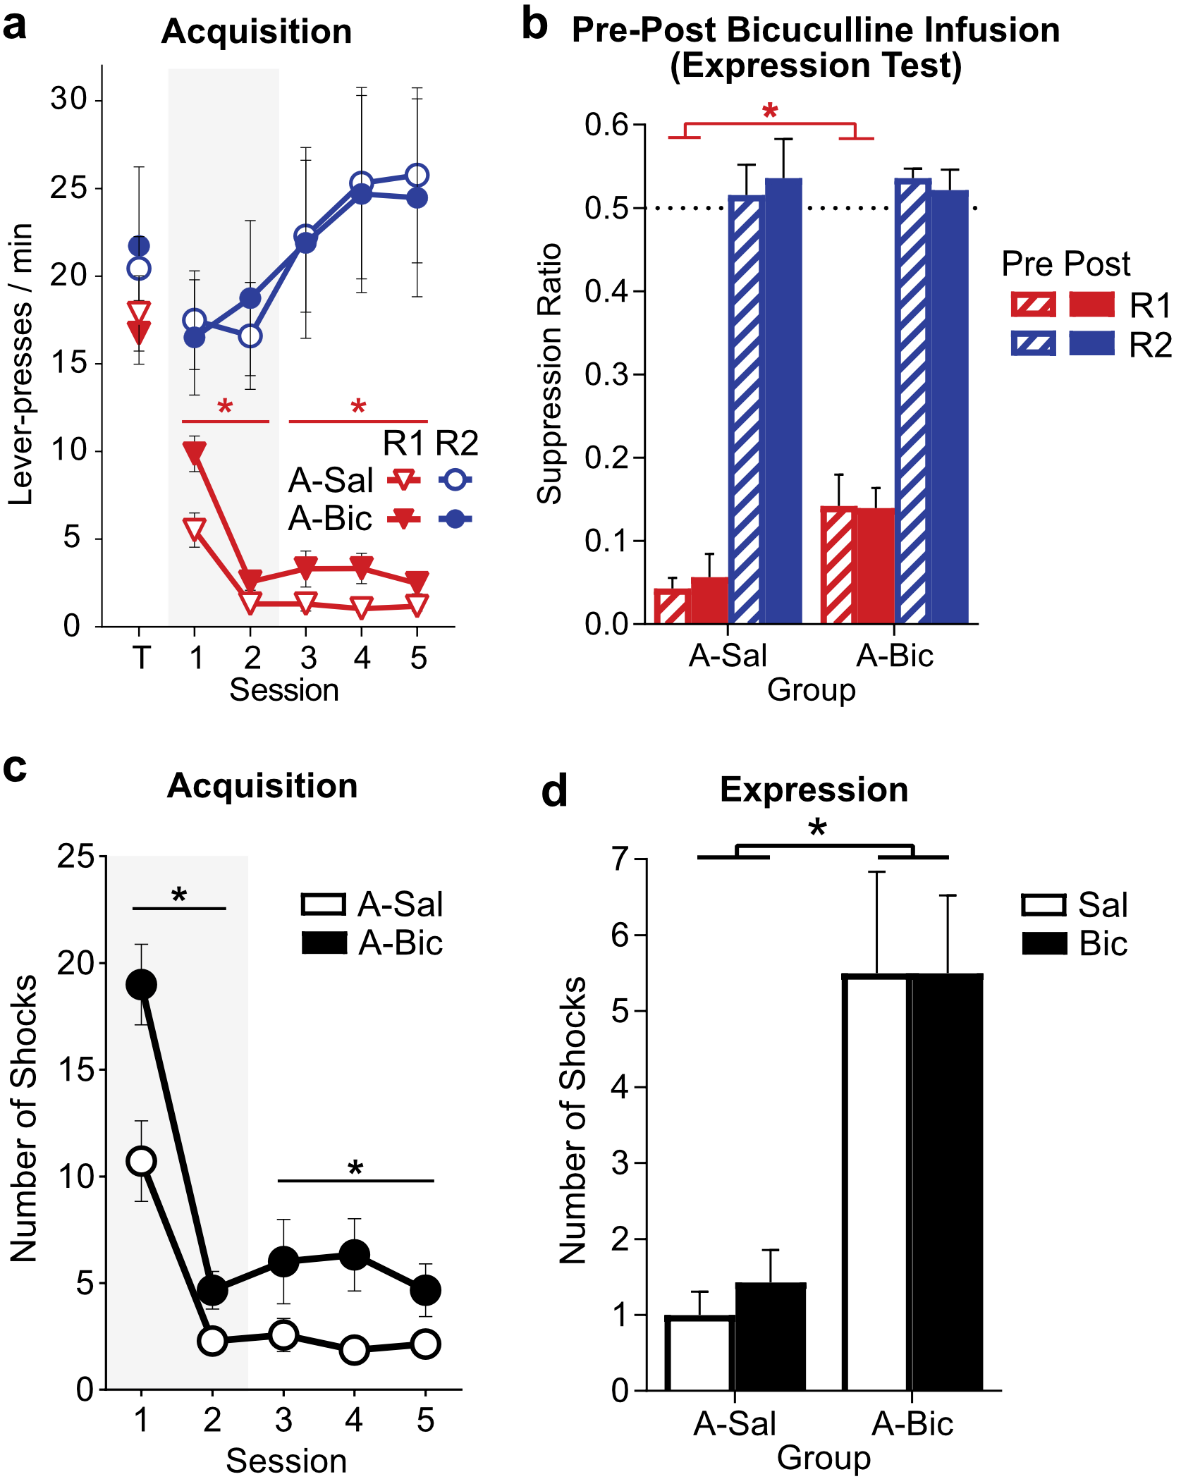 a
Acquisition
Lever-presses / min
30
25
20
15
10
5
0
*
*
R1 R2
A-Sal
A-Bic
T 1 2 3 4 5
Session
b
Pre-Post Bicuculline Infusion
(Expression Test)
*
Suppression Ratio
0.6
0.5
0.4
0.3
0.2
0.1
0.0
A-Sal A-Bic
Group
Pre Post
R1
R2
c
Acquisition
Number of Shocks
25
20
15
10
5
0
*
*
A-Sal
A-Bic
1 2 3 4 5
Session
d
Expression
*
Number of Shocks
7
6
5
4
3
2
1
0
Sal
Bic
A-Sal A-Bic
Group